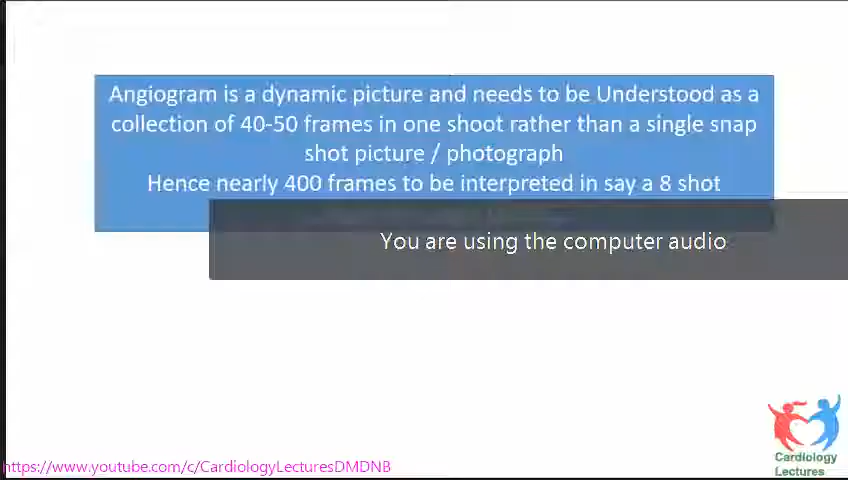 Angiogram is a dynamic picture and needs to be Understood as a
collection of 40-50 frames in one shoot rather than a single snap
shot picture / photograph
Hence nearly 400 frames to be interpreted in say a 8 shot
You are using the computer audio
Cardiology
Lectures
https://www.youtube.com/c/CardiologyLecturesDMDNB